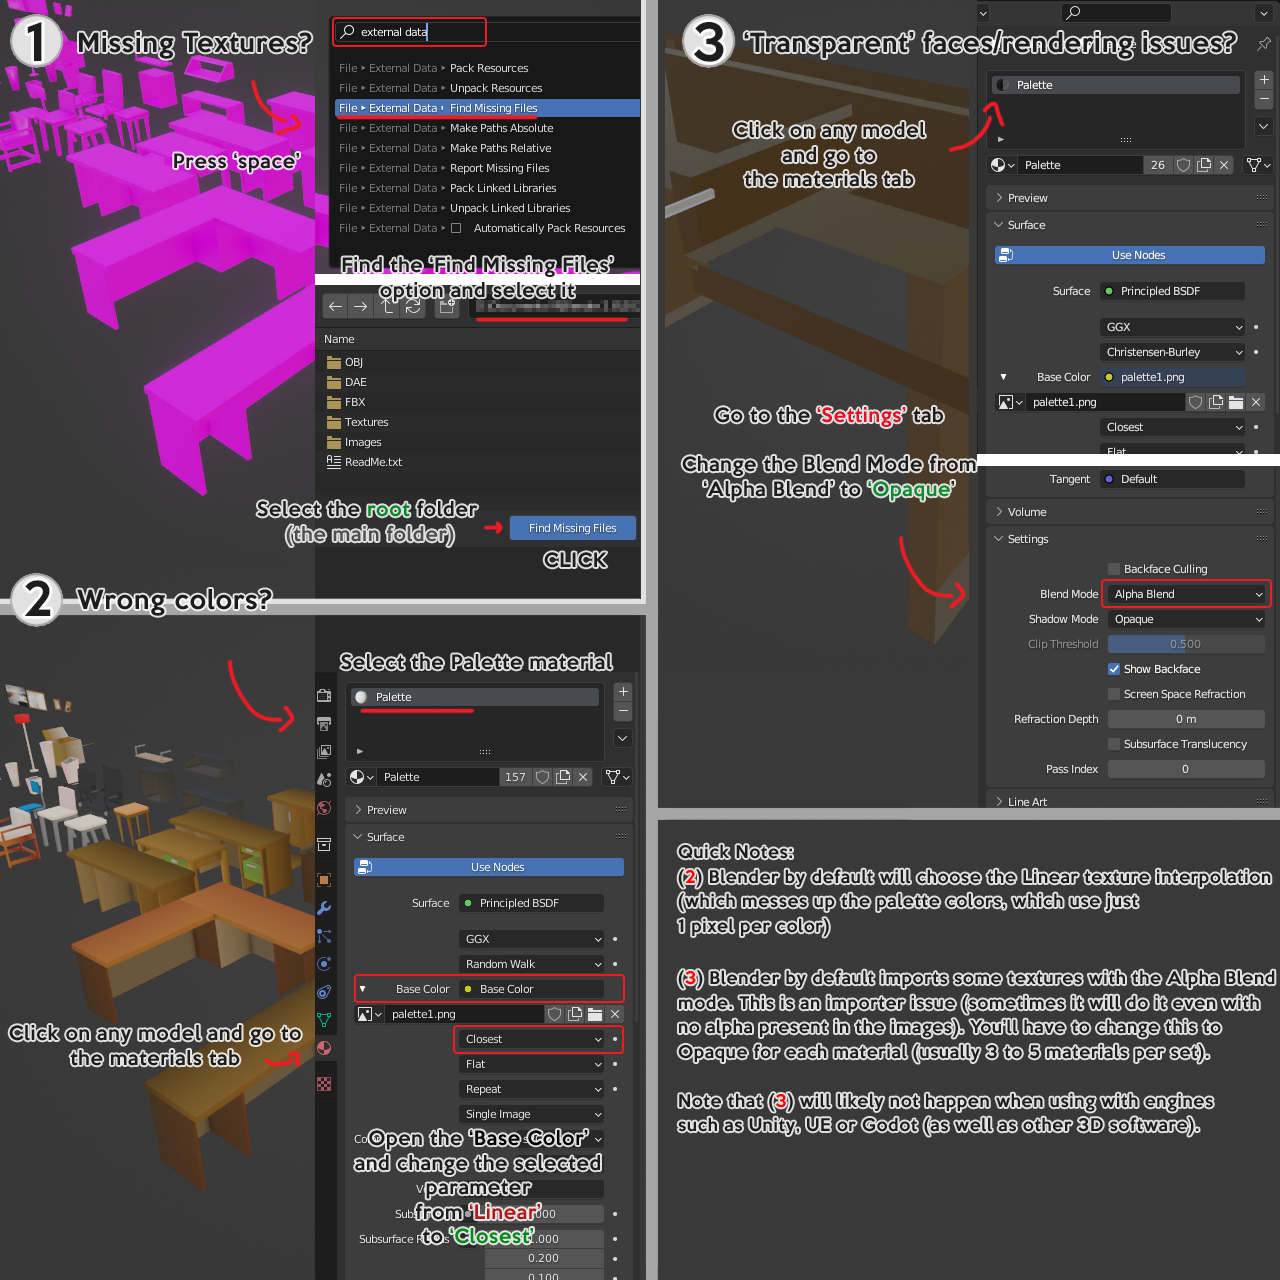 1 Missing Textures?
Press 'space'
external data
File ▸ External Data ▸ Pack Resources
File ▸ External Data ▸ Unpack Resources
File ▸ External Data ▸ Find Missing Files
File ▸ External Data ▸ Make Paths Absolute
File ▸ External Data ▸ Make Paths Relative
File ▸ External Data ▸ Report Missing Files
File ▸ External Data ▸ Pack Linked Libraries
File ▸ External Data ▸ Unpack Linked Libraries
File ▸ External Data ▸ Automatically Pack Resources
Find the 'Find Missing Files'
option and select it
Name
OBJ
DAE
FBX
Textures
Images
ReadMe.txt
Select the root folder
(the main folder)
Find Missing Files
CLICK
2 Wrong colors?
Select the Palette material
Palette
Palette 157
Preview
Surface
Use Nodes
Surface Principled BSDF
GGX
Random Walk
Base Color Base Color
palette1.png
Closest
Flat
Repeat
Single Image
Click on any model and go to
the materials tab
Open the 'Base Color'
and change the selected
parameter
from 'Linear'
to 'Closest'
Subsurface R 1.000
0.200
0.100
3 'Transparent' faces/rendering issues?
Click on any model
and go to
the materials tab
Palette
Palette 26
Preview
Surface
Use Nodes
Surface Principled BSDF
GGX
Christensen-Burley
Base Color palette1.png
palette1.png
Closest
Flat
Go to the 'Settings' tab
Change the Blend Mode from
'Alpha Blend' to 'Opaque'
Tangent Default
Volume
Settings
Backface Culling
Blend Mode Alpha Blend
Shadow Mode Opaque
Clip Threshold 0.500
Show Backface
Screen Space Refraction
Refraction Depth 0 m
Subsurface Translucency
Pass Index 0
Line Art
Quick Notes:
(2) Blender by default will choose the Linear texture interpolation
(which messes up the palette colors, which use just
1 pixel per color)
(3) Blender by default imports some textures with the Alpha Blend
mode. This is an importer issue (sometimes it will do it even with
no alpha present in the images). You'll have to change this to
Opaque for each material (usually 3 to 5 materials per set).
Note that (3) will likely not happen when using with engines
such as Unity, UE or Godot (as well as other 3D software).